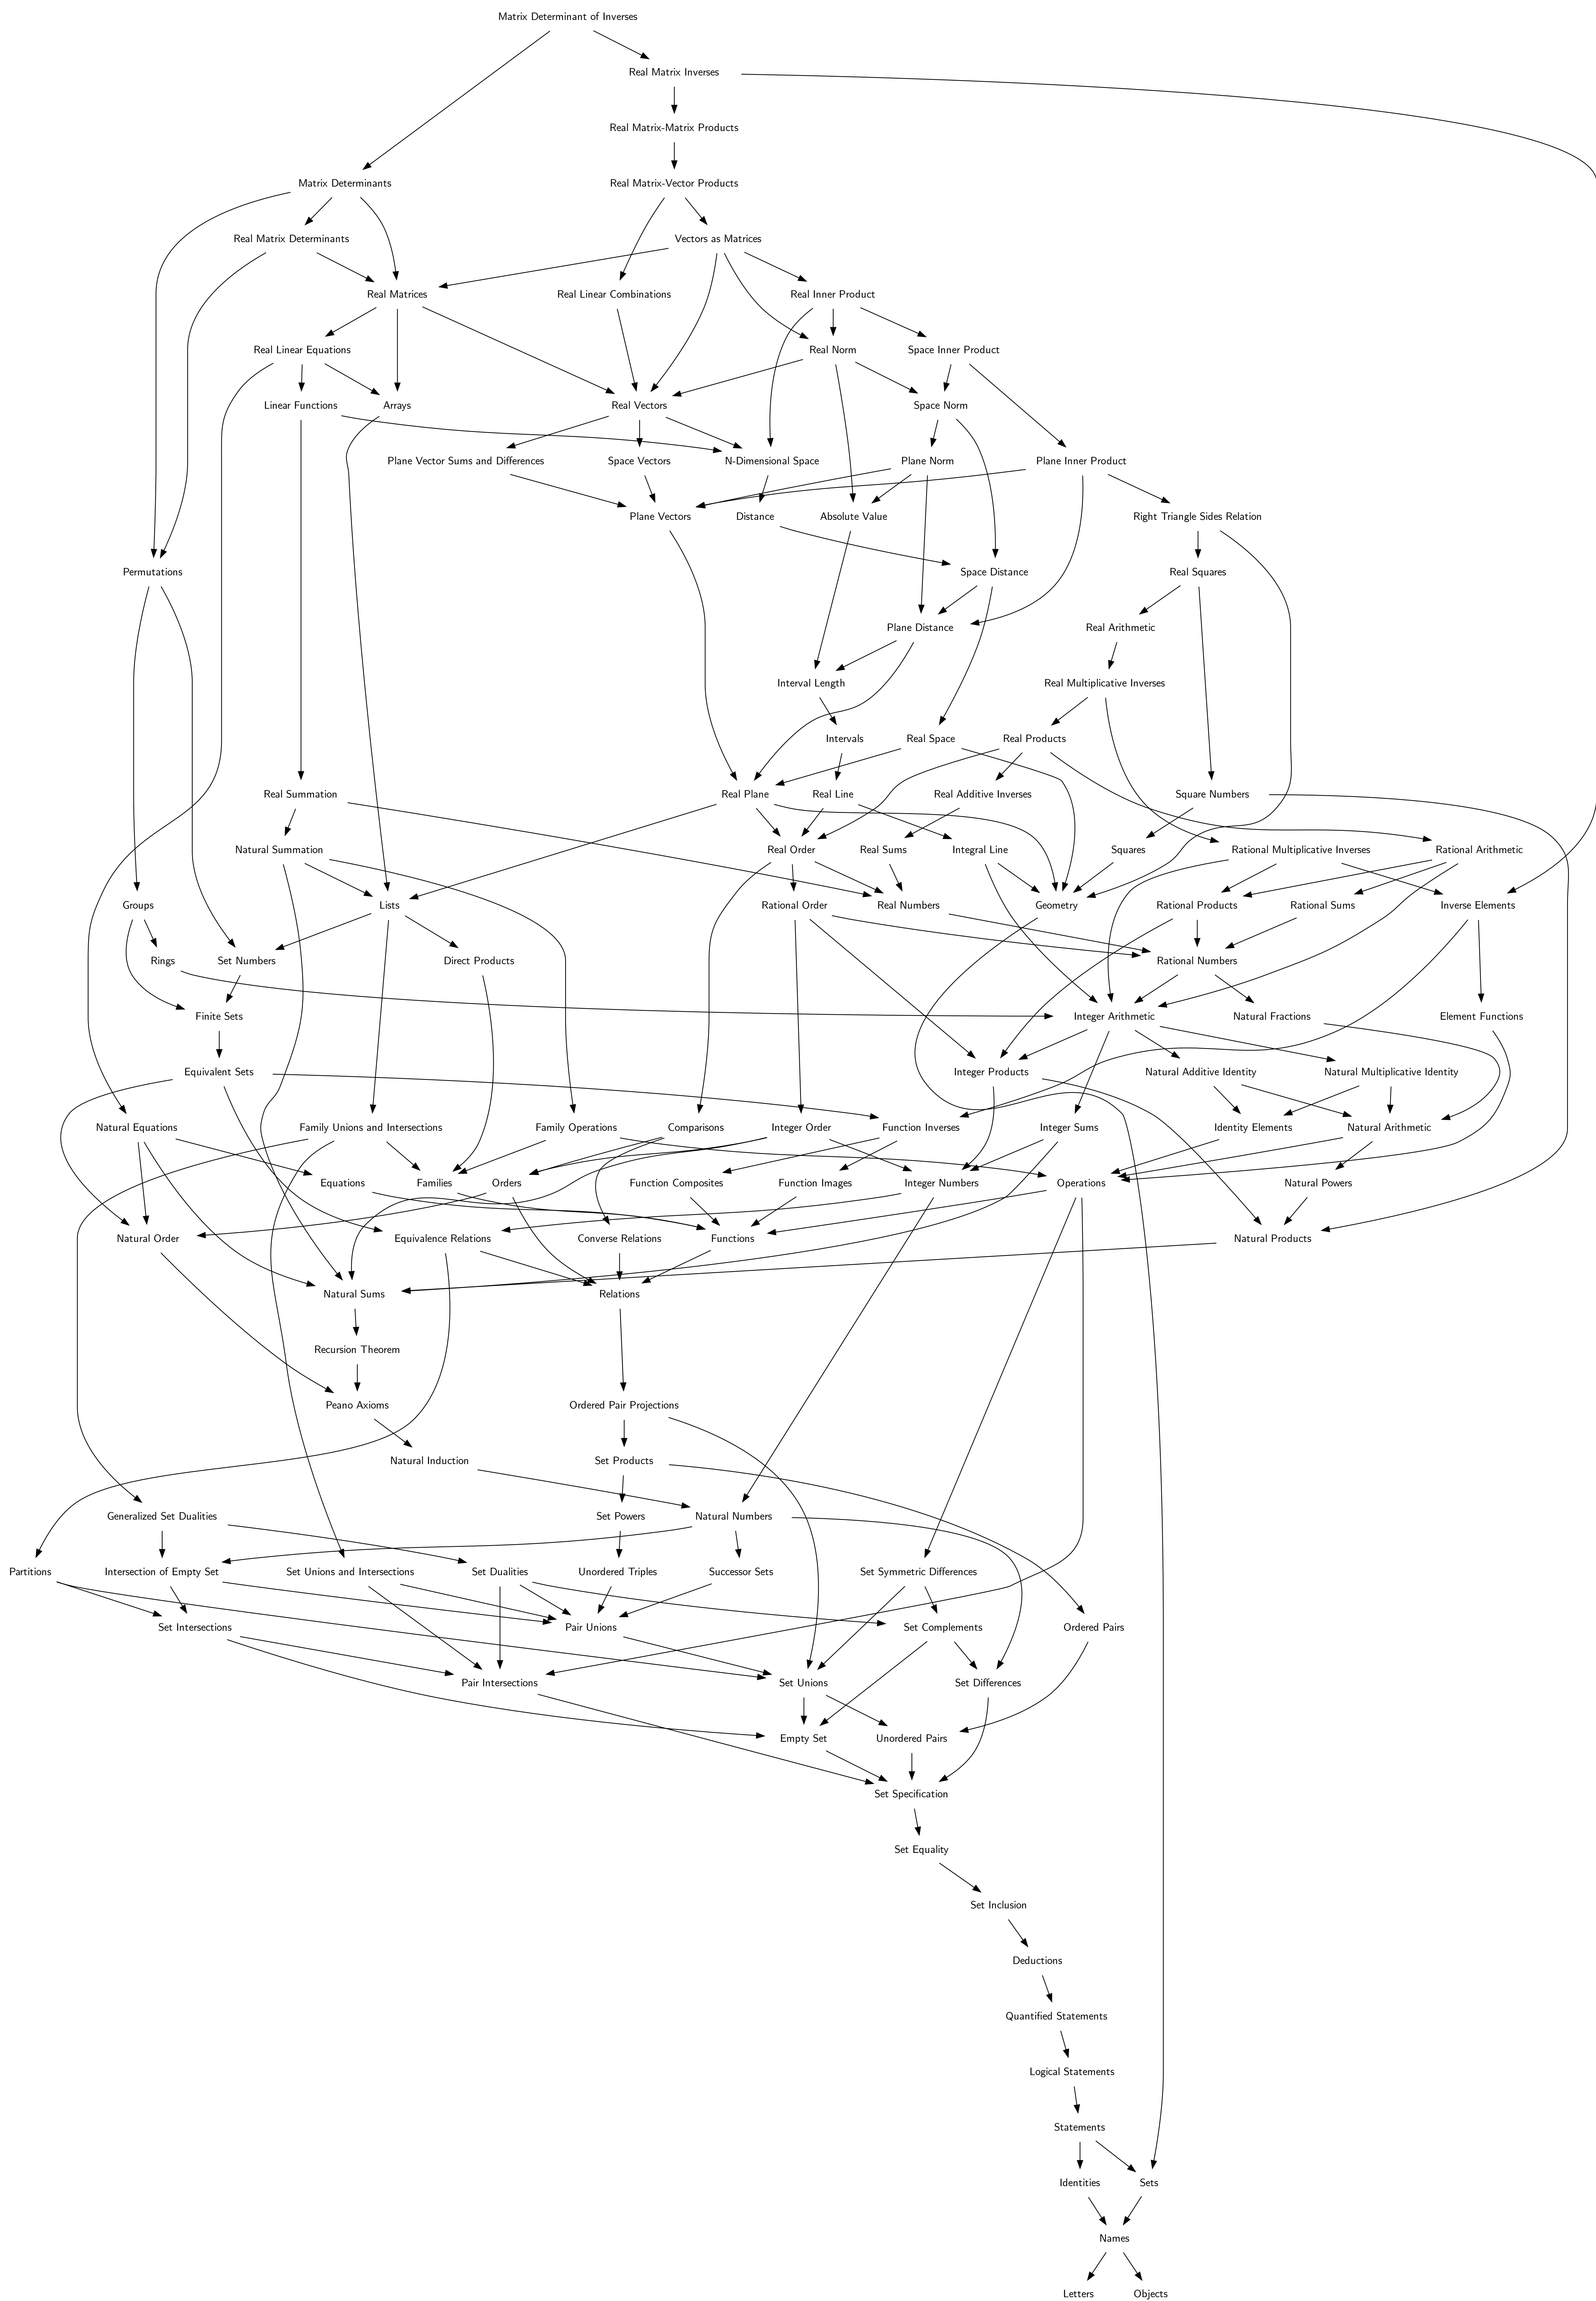 Matrix Determinant of Inverses
Real Matrix Inverses
Real Matrix-Matrix Products
Matrix Determinants
Real Matrix-Vector Products
Real Matrix Determinants
Vectors as Matrices
Real Matrices
Real Linear Combinations
Real Inner Product
Real Linear Equations
Real Norm
Space Inner Product
Linear Functions
Arrays
Real Vectors
Space Norm
Plane Vector Sums and Differences
Space Vectors
N-Dimensional Space
Plane Norm
Plane Inner Product
Plane Vectors
Distance
Absolute Value
Right Triangle Sides Relation
Permutations
Space Distance
Real Squares
Plane Distance
Real Arithmetic
Interval Length
Real Multiplicative Inverses
Intervals
Real Space
Real Products
Real Summation
Real Plane
Real Line
Real Additive Inverses
Square Numbers
Natural Summation
Real Order
Real Sums
Integral Line
Squares
Rational Multiplicative Inverses
Rational Arithmetic
Groups
Lists
Rational Order
Real Numbers
Geometry
Rational Products
Rational Sums
Inverse Elements
Rings
Set Numbers
Direct Products
Rational Numbers
Finite Sets
Integer Arithmetic
Natural Fractions
Element Functions
Equivalent Sets
Integer Products
Natural Additive Identity
Natural Multiplicative Identity
Natural Equations
Family Unions and Intersections
Family Operations
Comparisons
Integer Order
Function Inverses
Integer Sums
Identity Elements
Natural Arithmetic
Equations
Families
Orders
Function Composites
Function Images
Integer Numbers
Operations
Natural Powers
Natural Order
Equivalence Relations
Converse Relations
Functions
Natural Products
Natural Sums
Relations
Recursion Theorem
Peano Axioms
Ordered Pair Projections
Natural Induction
Set Products
Generalized Set Dualities
Set Powers
Natural Numbers
Partitions
Intersection of Empty Set
Set Unions and Intersections
Set Dualities
Unordered Triples
Successor Sets
Set Symmetric Differences
Set Intersections
Pair Unions
Set Complements
Ordered Pairs
Pair Intersections
Set Unions
Set Differences
Empty Set
Unordered Pairs
Set Specification
Set Equality
Set Inclusion
Deductions
Quantified Statements
Logical Statements
Statements
Identities
Sets
Names
Letters
Objects